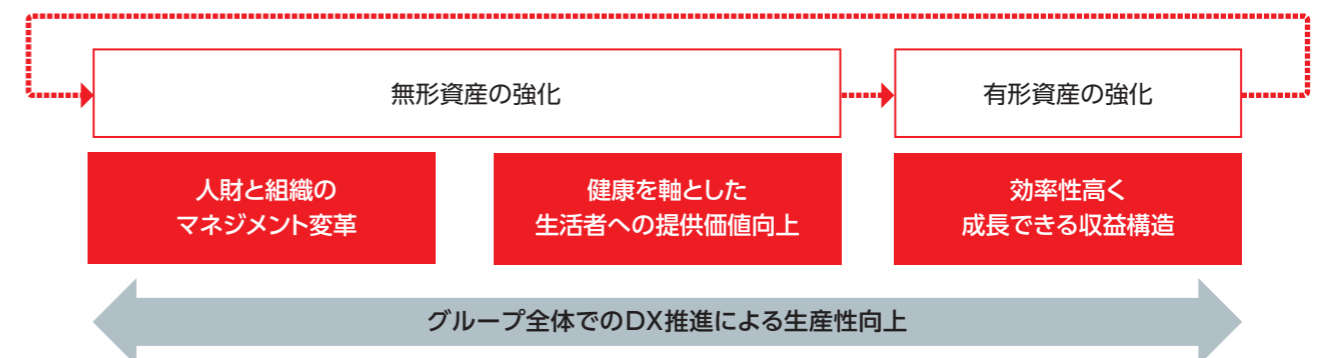 無形資産の強化
有形資産の強化
人財と組織の
マネジメント変革
健康を軸とした
生活者への提供価値向上
効率性高く
成長できる収益構造
グループ全体でのDX推進による生産性向上